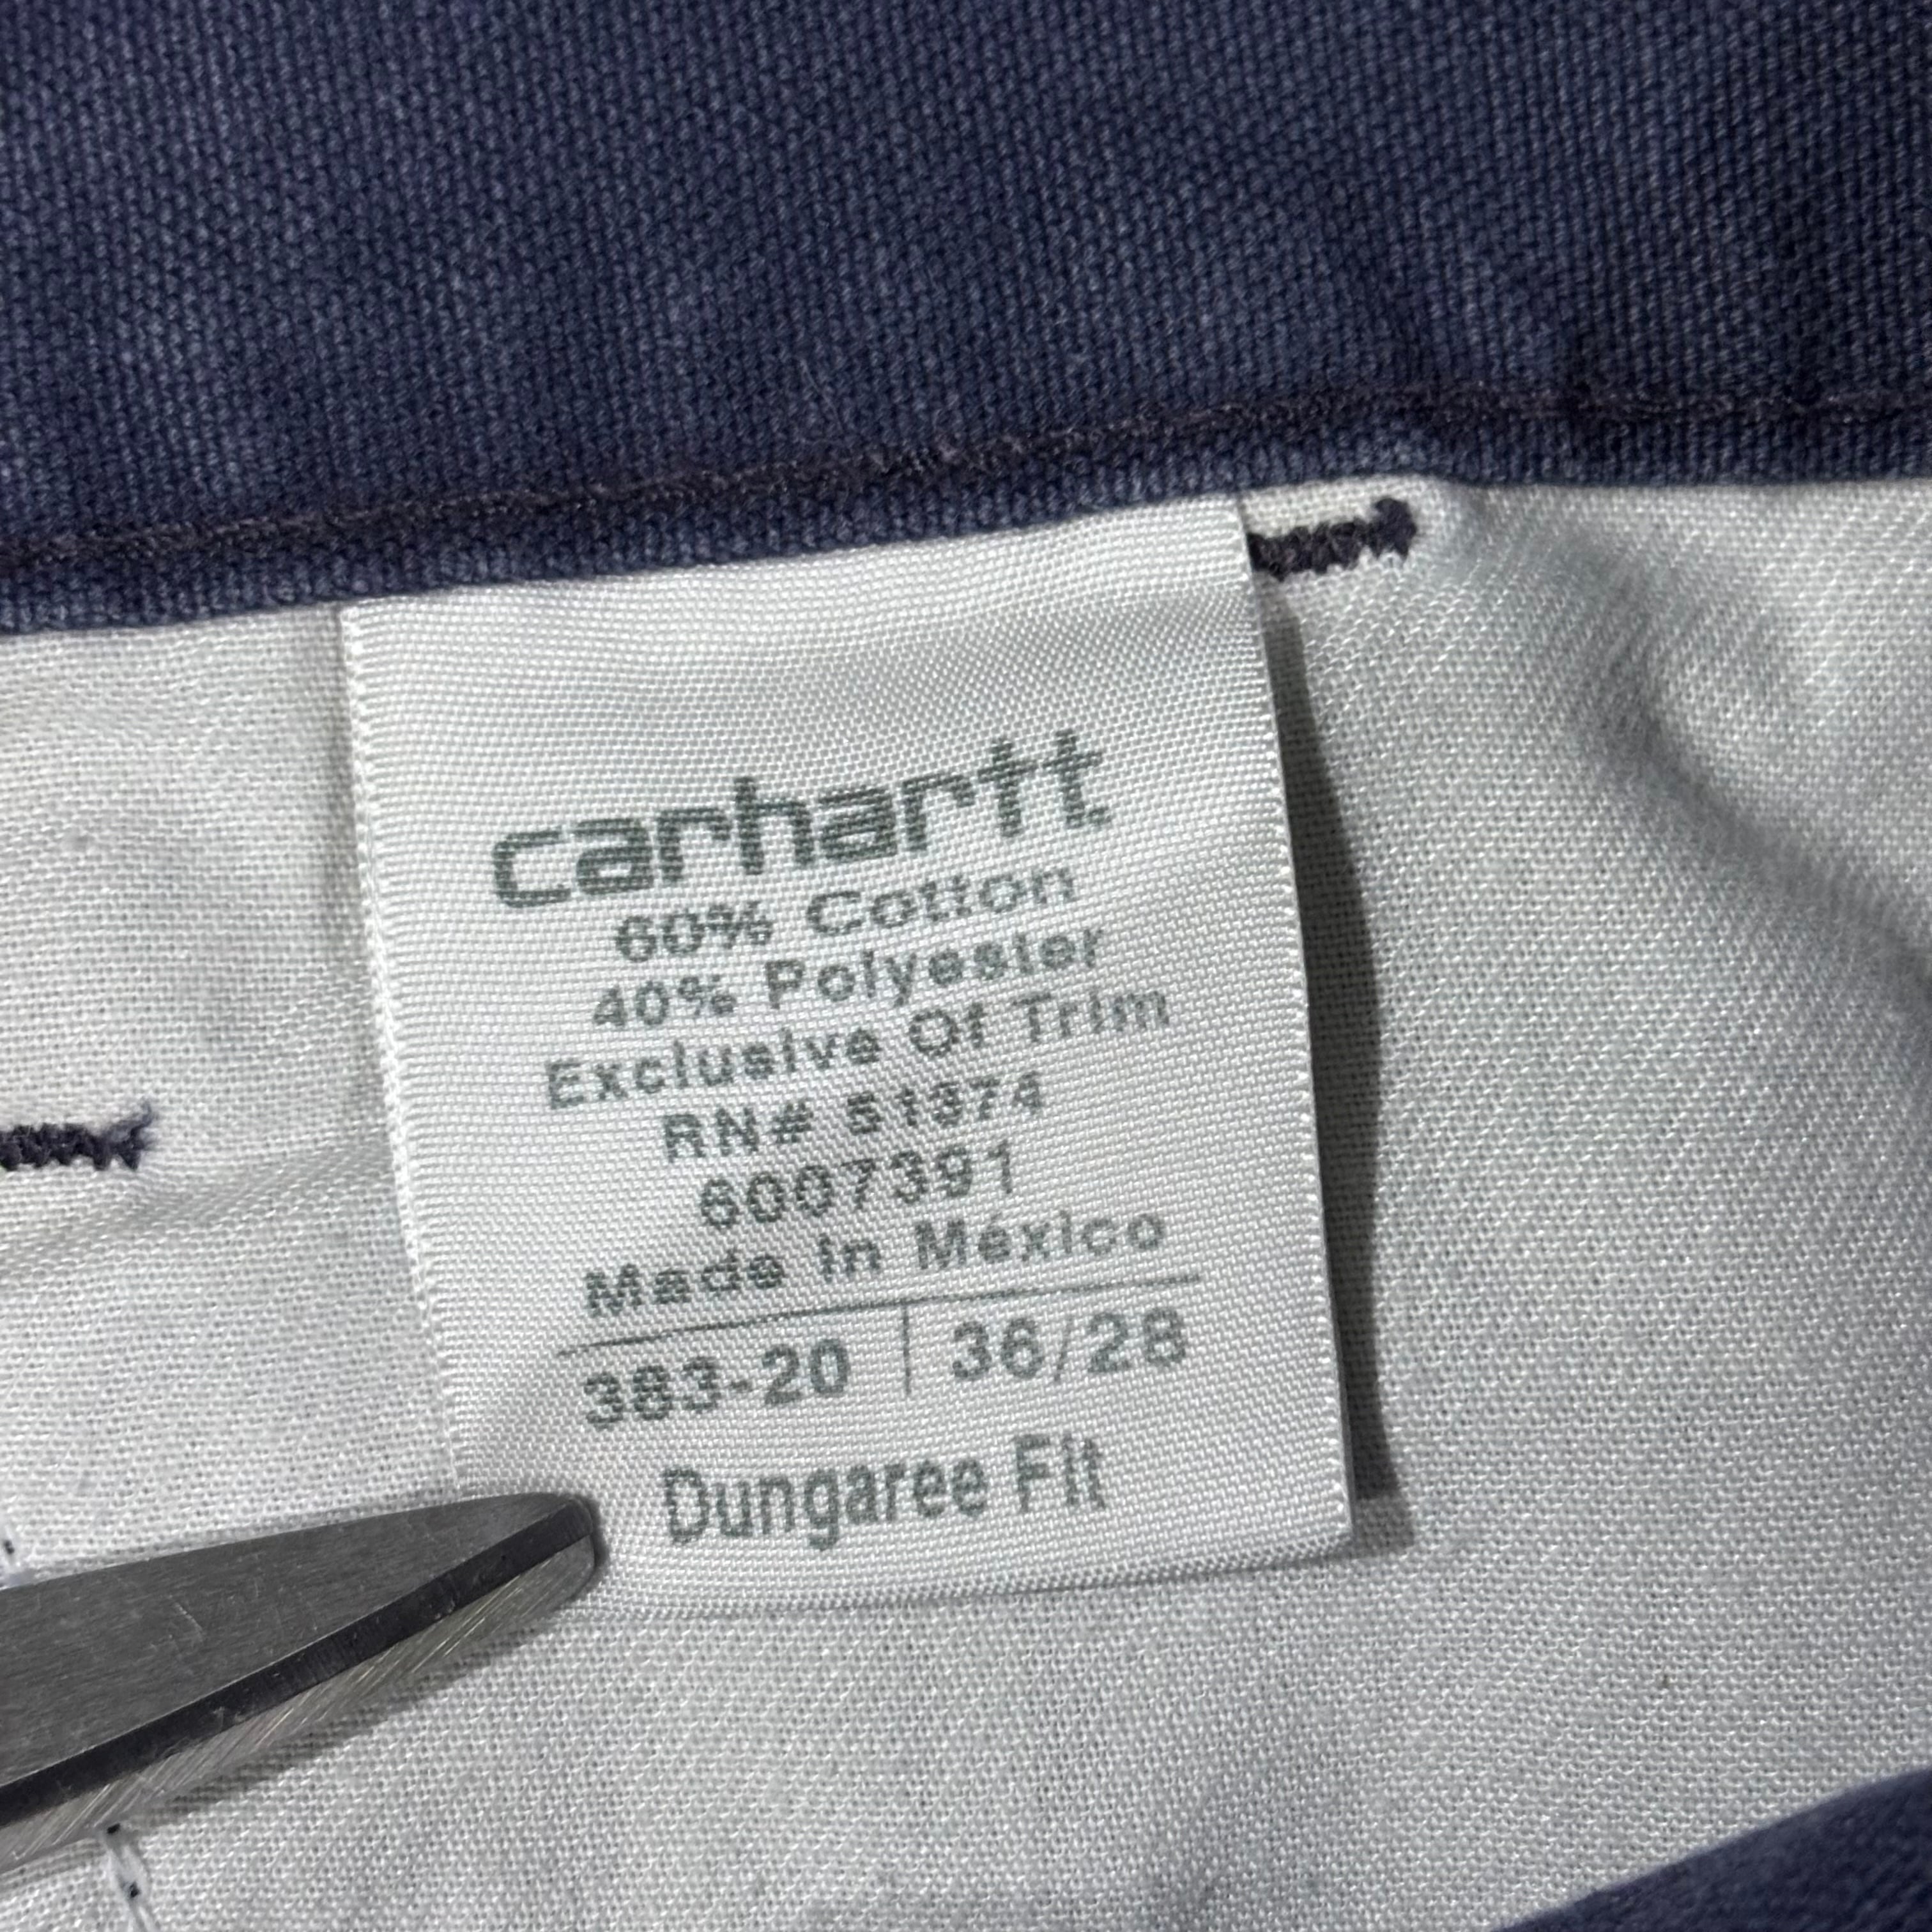 carhartt
60% Cotton
40% Polyester
Exclusive Of Trim
RN# 51374
6007391
Made In México
383-20 | 36/28
Dungaree Fit